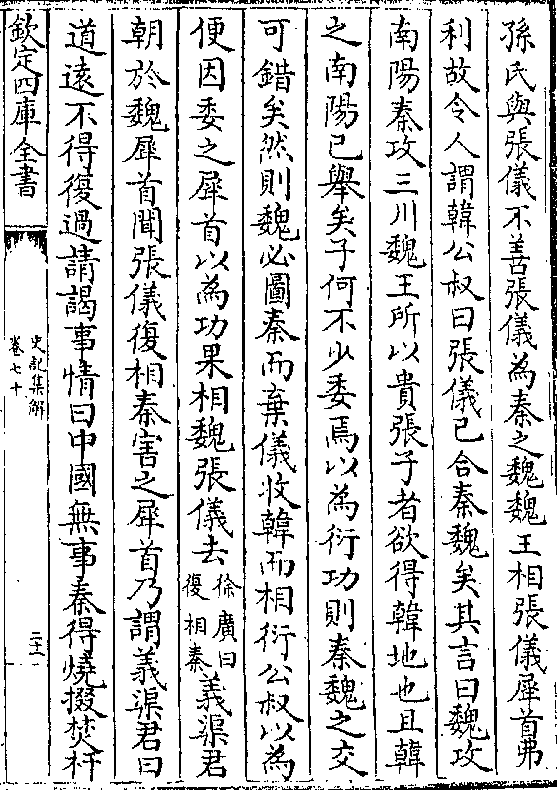 孫氏與張儀不善張儀為秦之魏魏王相張儀犀首弗
利故令人謂韓公叔曰張儀已合秦魏矣其言曰魏攻
南陽秦攻三川魏王所以貴張子者欲得韓地也且韓
之南陽已舉矣子何不少委焉以為衍功則秦魏之交
可錯矣然則魏必圖秦而棄儀收韓而相衍公叔以為
便因委之犀首以為功果相魏張儀去徐廣曰復相秦義渠君
朝於魏犀首聞張儀復相秦害之犀首乃謂義渠君曰
道逺不得復過請謁事情曰中國無事秦得燒掇焚杅
欽定四庫全書
史記集解
卷七十
二十一